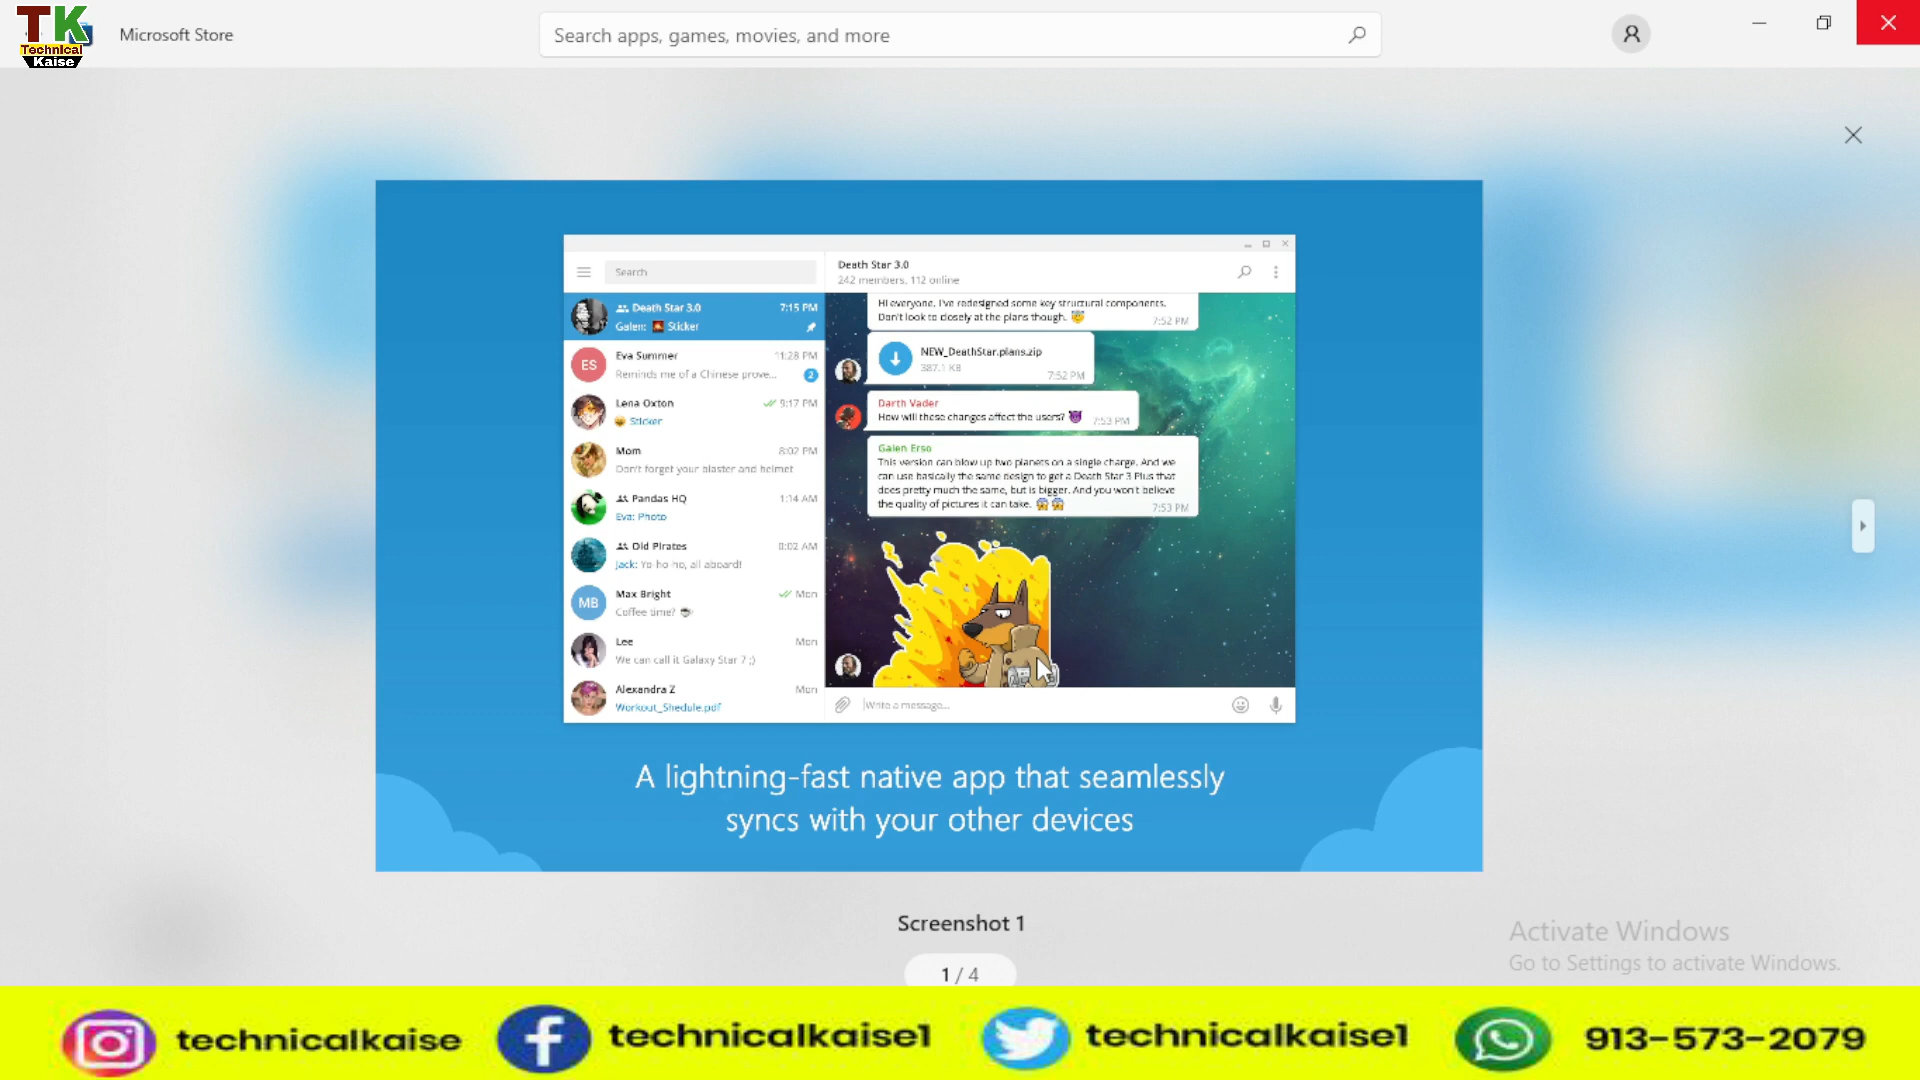 TK
Technical
Kaise
Microsoft Store
Search apps, games, movies, and more
Search
Death Star 3.0
242 members, 112 online
Death Star 3.0 7:15 PM
Galen: Sticker
ES
Eva Summer 11:28 PM
Reminds me of a Chinese prove... 2
Lena Oxton 9:17 PM
Sticker
Mom 8:02 PM
Don't forget your blaster and helmet
Pandas HQ 1:14 AM
Eva: Photo
Old Pirates 0:02 AM
Jack: Yo-ho-ho, all aboard!
MB
Max Bright Mon
Coffee time?
Lee Mon
We can call it Galaxy Star 7 ;)
Alexandra Z Mon
Workout_Shedule.pdf
Hi everyone. I've redesigned some key structural components.
Don't look to closely at the plans though.
7:52 PM
NEW_DeathStar.plans.zip
387.1 KB
7:52 PM
Darth Vader
How will these changes affect the users? 7:53 PM
Galen Erso
This version can blow up two planets on a single charge. And we
can use basically the same design to get a Death Star 3 Plus that
does pretty much the same, but is bigger. And you won't believe
the quality of pictures it can take.
7:53 PM
Write a message...
A lightning-fast native app that seamlessly
syncs with your other devices
Screenshot 1
1 / 4
Activate Windows
Go to Settings to activate Windows.
technicalkaise
technicalkaise1
technicalkaise1
913-573-2079